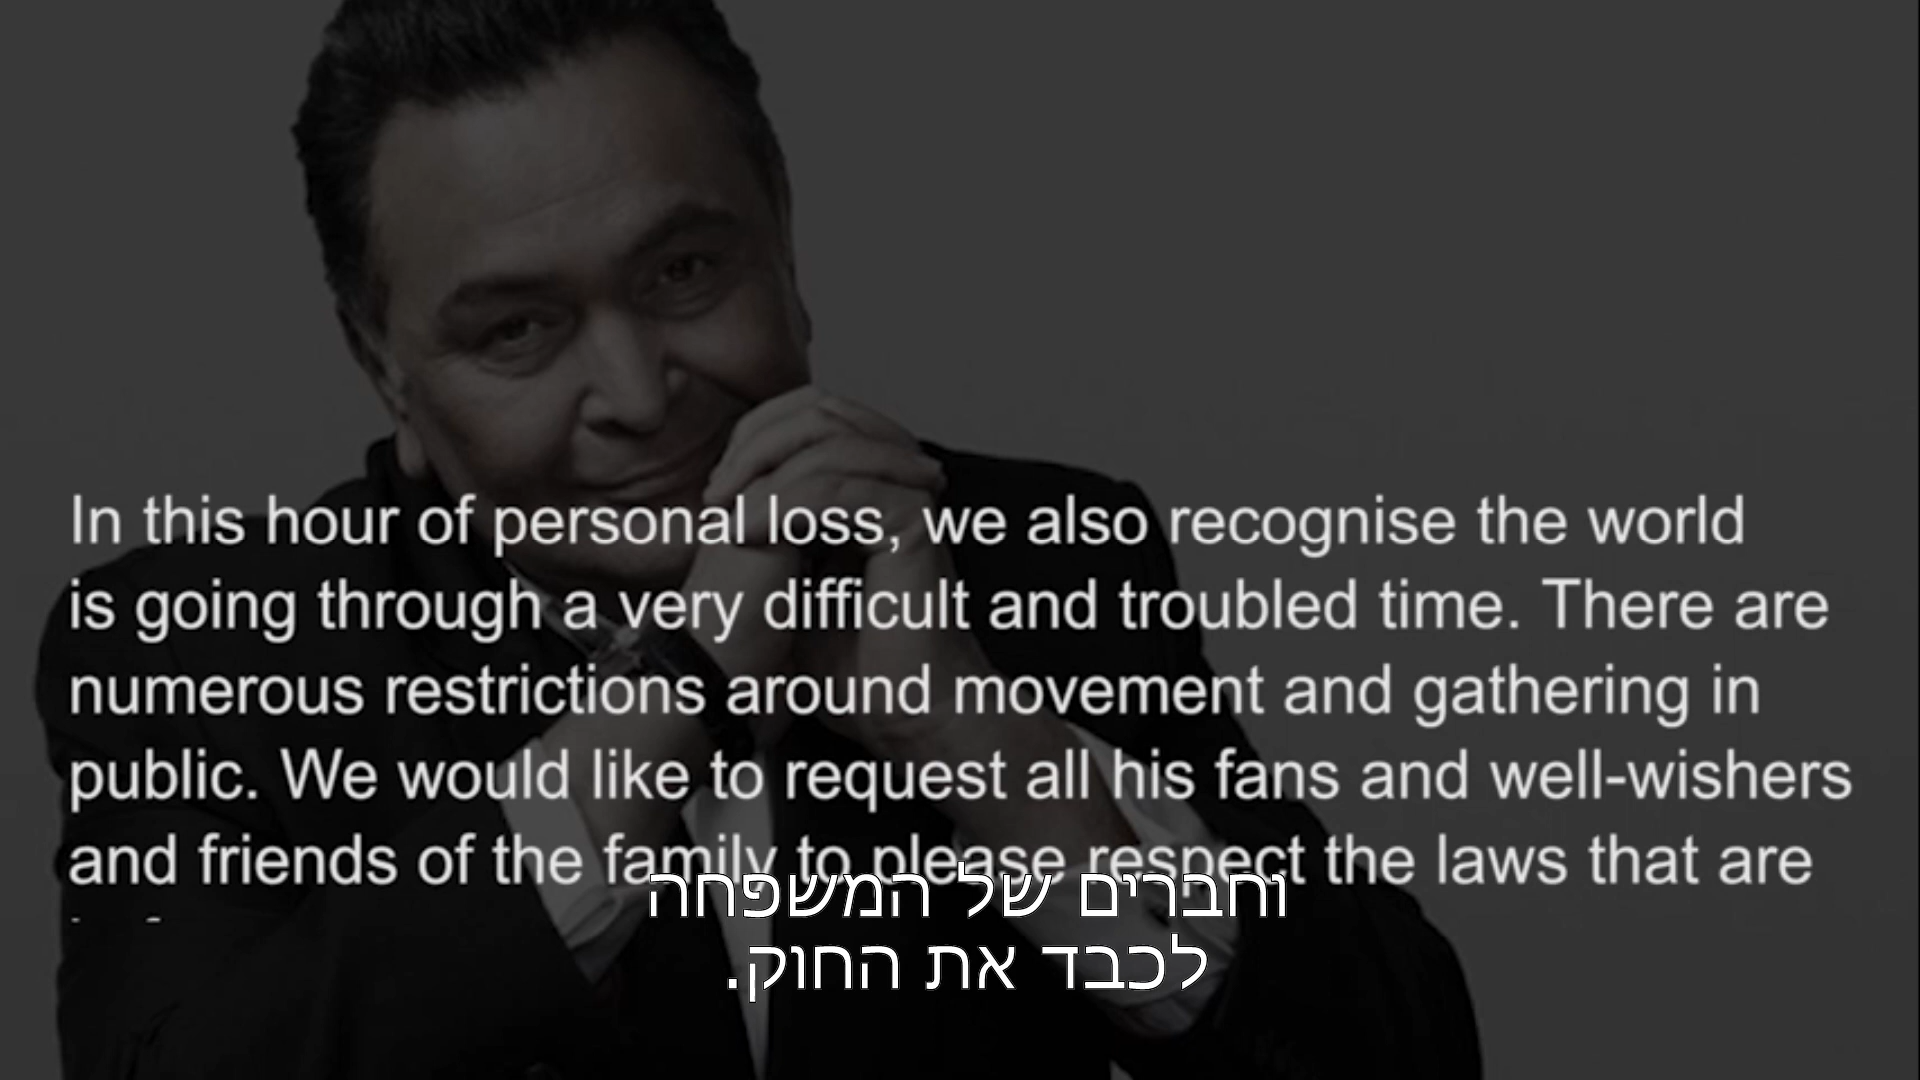 In this hour of personal loss, we also recognise the world
is going through a very difficult and troubled time. There are
numerous restrictions around movement and gathering in
public. We would like to request all his fans and well-wishers
and friends of the family to please respect the laws that are
וחברים של המשפחה
לכבד את החוק.